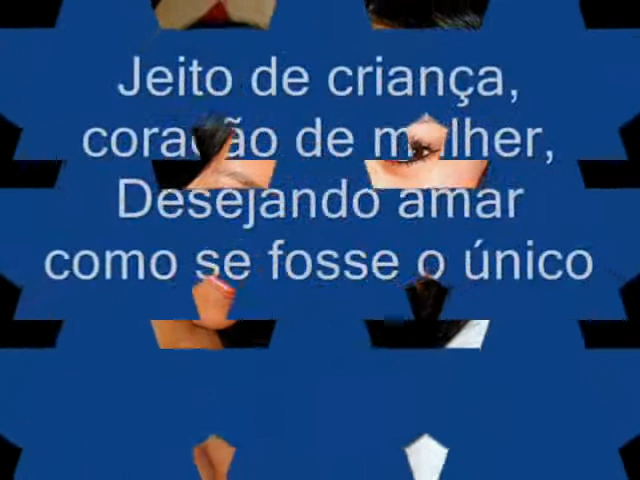 Jeito de criança,
coração de mulher,
Desejando amar
como se fosse o único